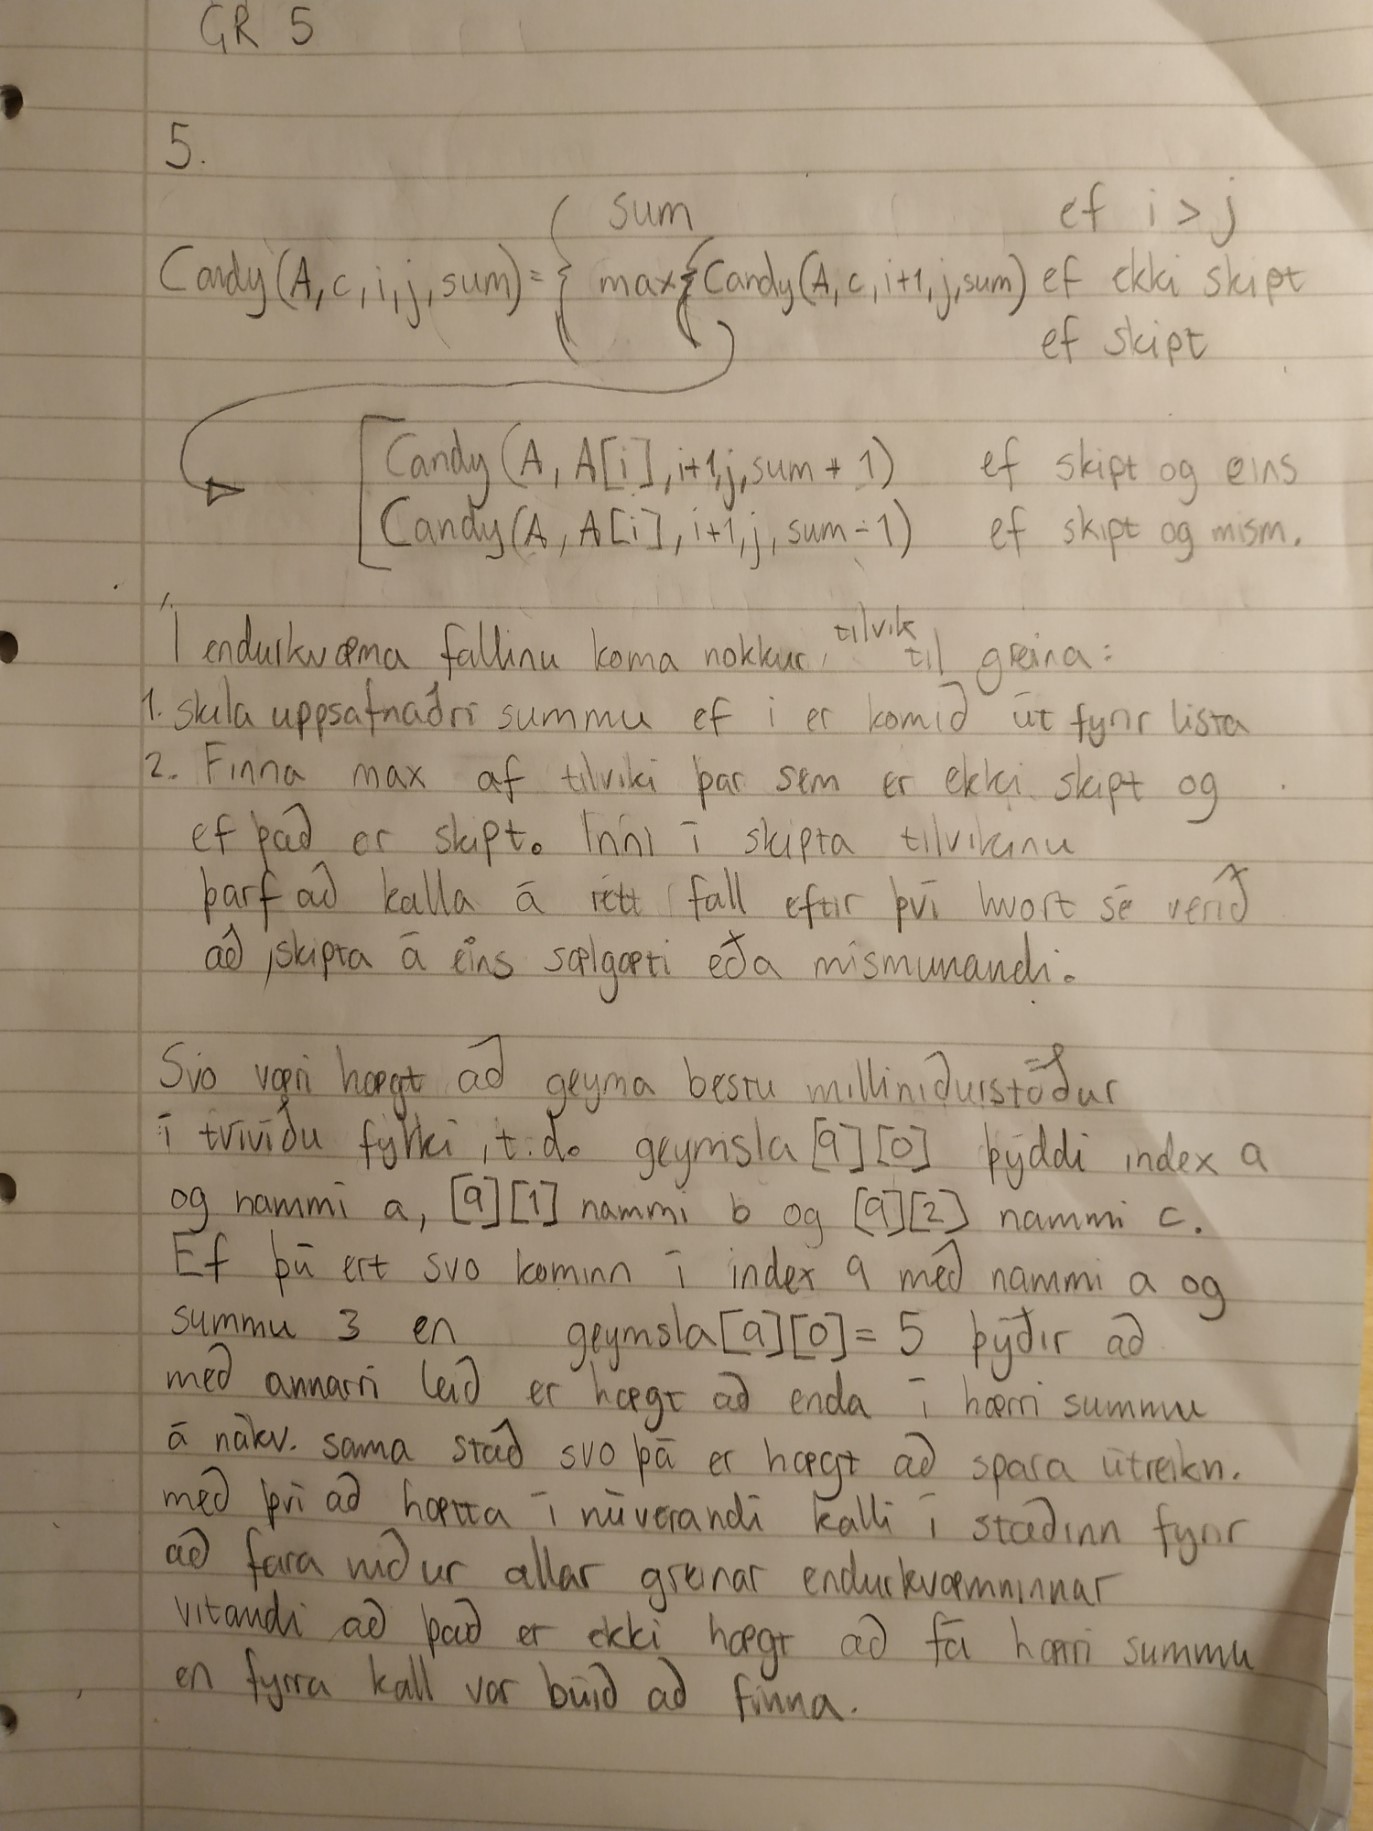 GR 5
5.
Candy(A, c, i, j, sum) = { sum ef i > j
max { Candy(A, c, i+1, j, sum) ef ekki skipt
ef skipt
[ Candy(A, A[i], i+1, j, sum + 1) ef skipt og eins
Candy(A, A[i], i+1, j, sum - 1) ef skipt og mism.
Í endurkvæma fallinu koma nokkur tilvik til greina:
1. skila uppsafnaðri summu ef i er komið út fyrir lista
2. Finna max af tilviki þar sem er ekki skipt og
ef það er skipt. Inni í skipta tilvikinu
þarf að kalla á rétt fall eftir því hvort sé verið
að skipta á eins sælgæti eða mismunandi.
Svo væri hægt að geyma bestu milliniðurstöður
í tvívíðu fylki, t.d. geymsla[9][0] þýddi index 9
og nammi a, [9][1] nammi b og [9][2] nammi c.
Ef þú ert svo kominn í index 9 með nammi a og
summu 3 en geymsla[9][0] = 5 þýðir að
með annarri leið er hægt að enda í hærri summu
á nákv. sama stað svo þá er hægt að spara útreikn.
með því að hætta í núverandi kalli í staðinn fyrir
að fara niður allar greinar endurkvæmninnar
vitandi að það er ekki hægt að fá hærri summu
en fyrra kall var búið að finna.